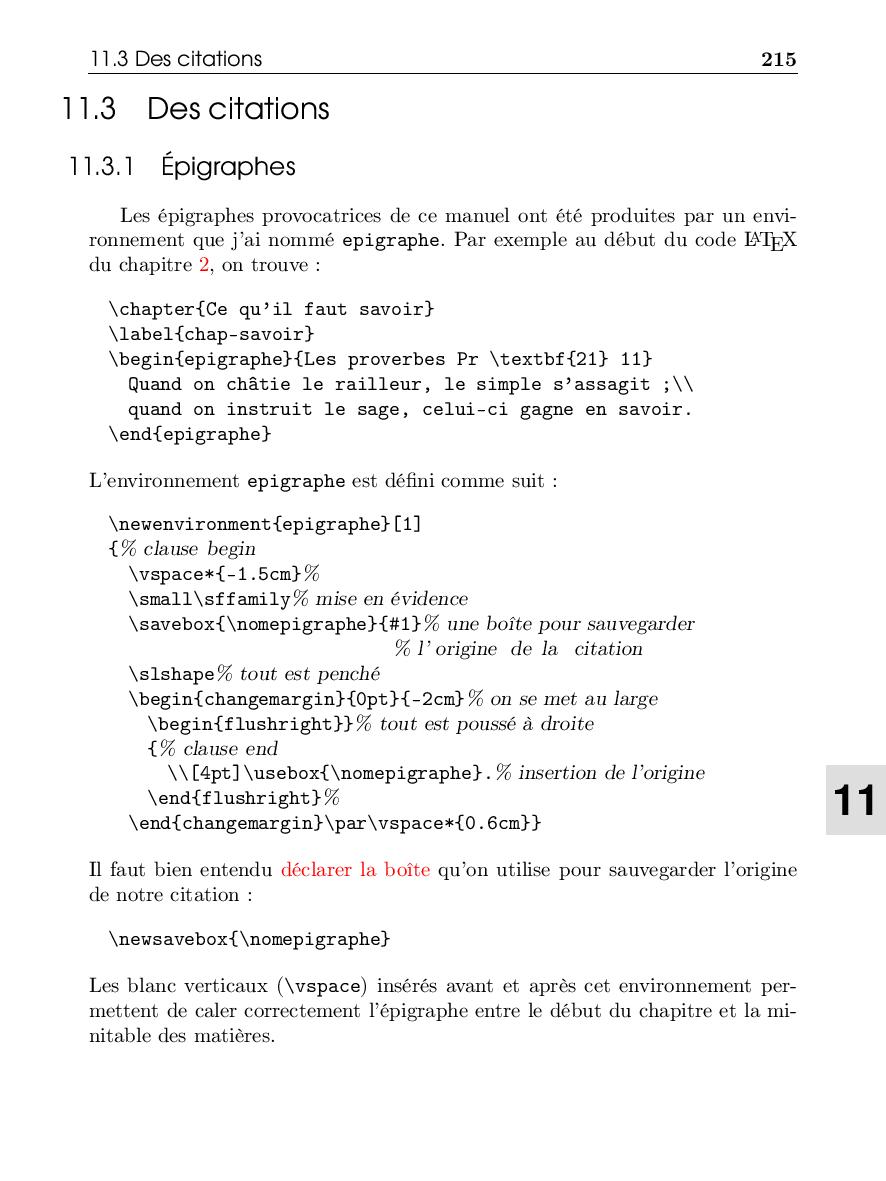 11.3 Des citations 215
11.3 Des citations
11.3.1 Épigraphes
Les épigraphes provocatrices de ce manuel ont été produites par un envi-
ronnement que j'ai nommé epigraphe. Par exemple au début du code LATEX
du chapitre 2, on trouve :
\chapter{Ce qu'il faut savoir}
\label{chap-savoir}
\begin{epigraphe}{Les proverbes Pr \textbf{21} 11}
Quand on châtie le railleur, le simple s'assagit ;\\
quand on instruit le sage, celui-ci gagne en savoir.
\end{epigraphe}
L'environnement epigraphe est défini comme suit :
\newenvironment{epigraphe}[1]
{% clause begin
\vspace*{-1.5cm}%
\small\sffamily% mise en évidence
\savebox{\nomepigraphe}{#1}% une boîte pour sauvegarder
% l'origine de la citation
\slshape% tout est penché
\begin{changemargin}{0pt}{-2cm}% on se met au large
\begin{flushright}}% tout est poussé à droite
{% clause end
\\[4pt]\usebox{\nomepigraphe}.% insertion de l'origine
\end{flushright}%
\end{changemargin}\par\vspace*{0.6cm}}
11
Il faut bien entendu déclarer la boîte qu'on utilise pour sauvegarder l'origine
de notre citation :
\newsavebox{\nomepigraphe}
Les blanc verticaux (\vspace) insérés avant et après cet environnement per-
mettent de caler correctement l'épigraphe entre le début du chapitre et la mi-
nitable des matières.